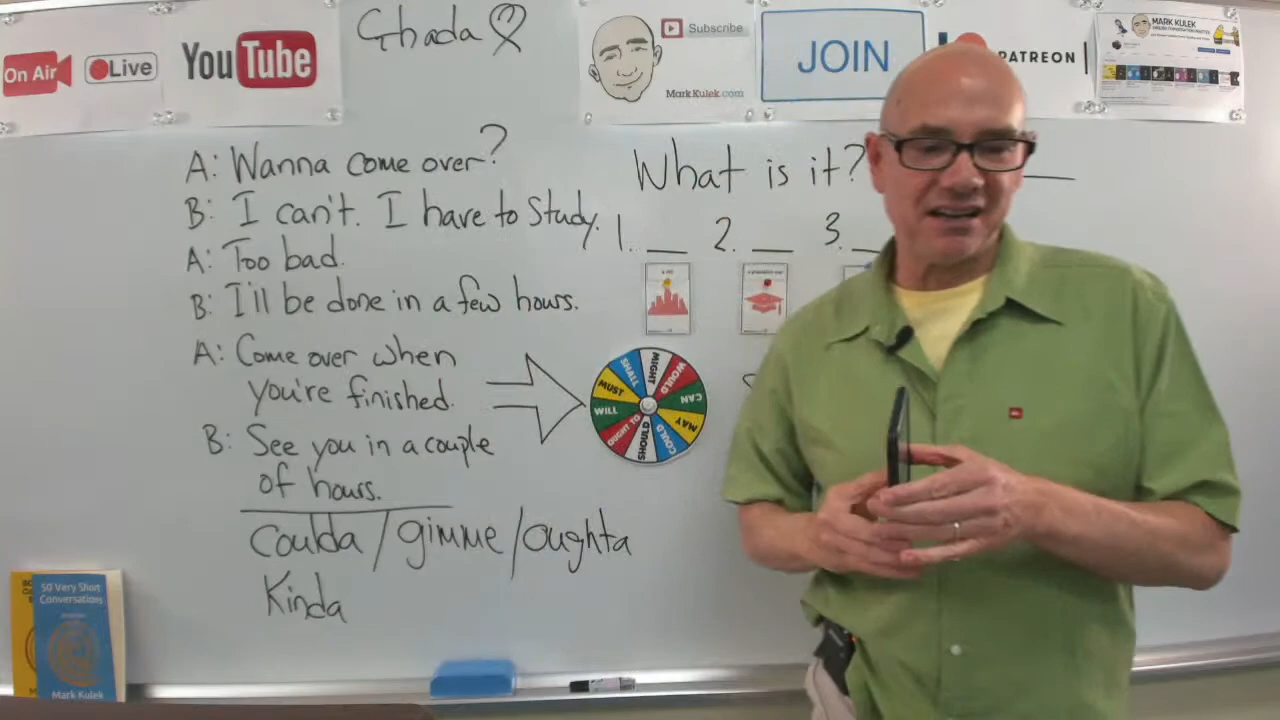 On Air
Live
YouTube
Ghada
Subscribe
MarkKulek.com
JOIN
PATREON
MARK KULEK
A: Wanna come over?
B: I can't. I have to study.
A: Too bad.
B: I'll be done in a few hours.
A: Come over when
you're finished.
B: See you in a couple
of hours.
Coulda / gimme / oughta
Kinda
What is it?
1. __ 2. __ 3. __
MIGHT
WOULD
CAN
MAY
COULD
SHOULD
OUGHT TO
WILL
MUST
SHALL
50 Very Short
Conversations
Mark Kulek